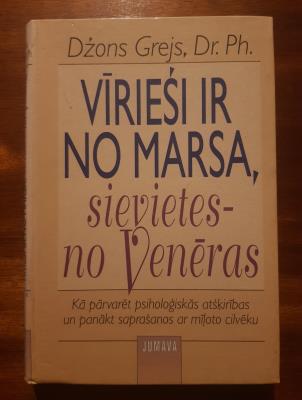 Džons Grejs, Dr. Ph.
VĪRIEŠI IR
NO MARSA,
sievietes-
no Venēras
Kā pārvarēt psiholoģiskās atšķirības
un panākt saprašanos ar mīļoto cilvēku
JUMAVA